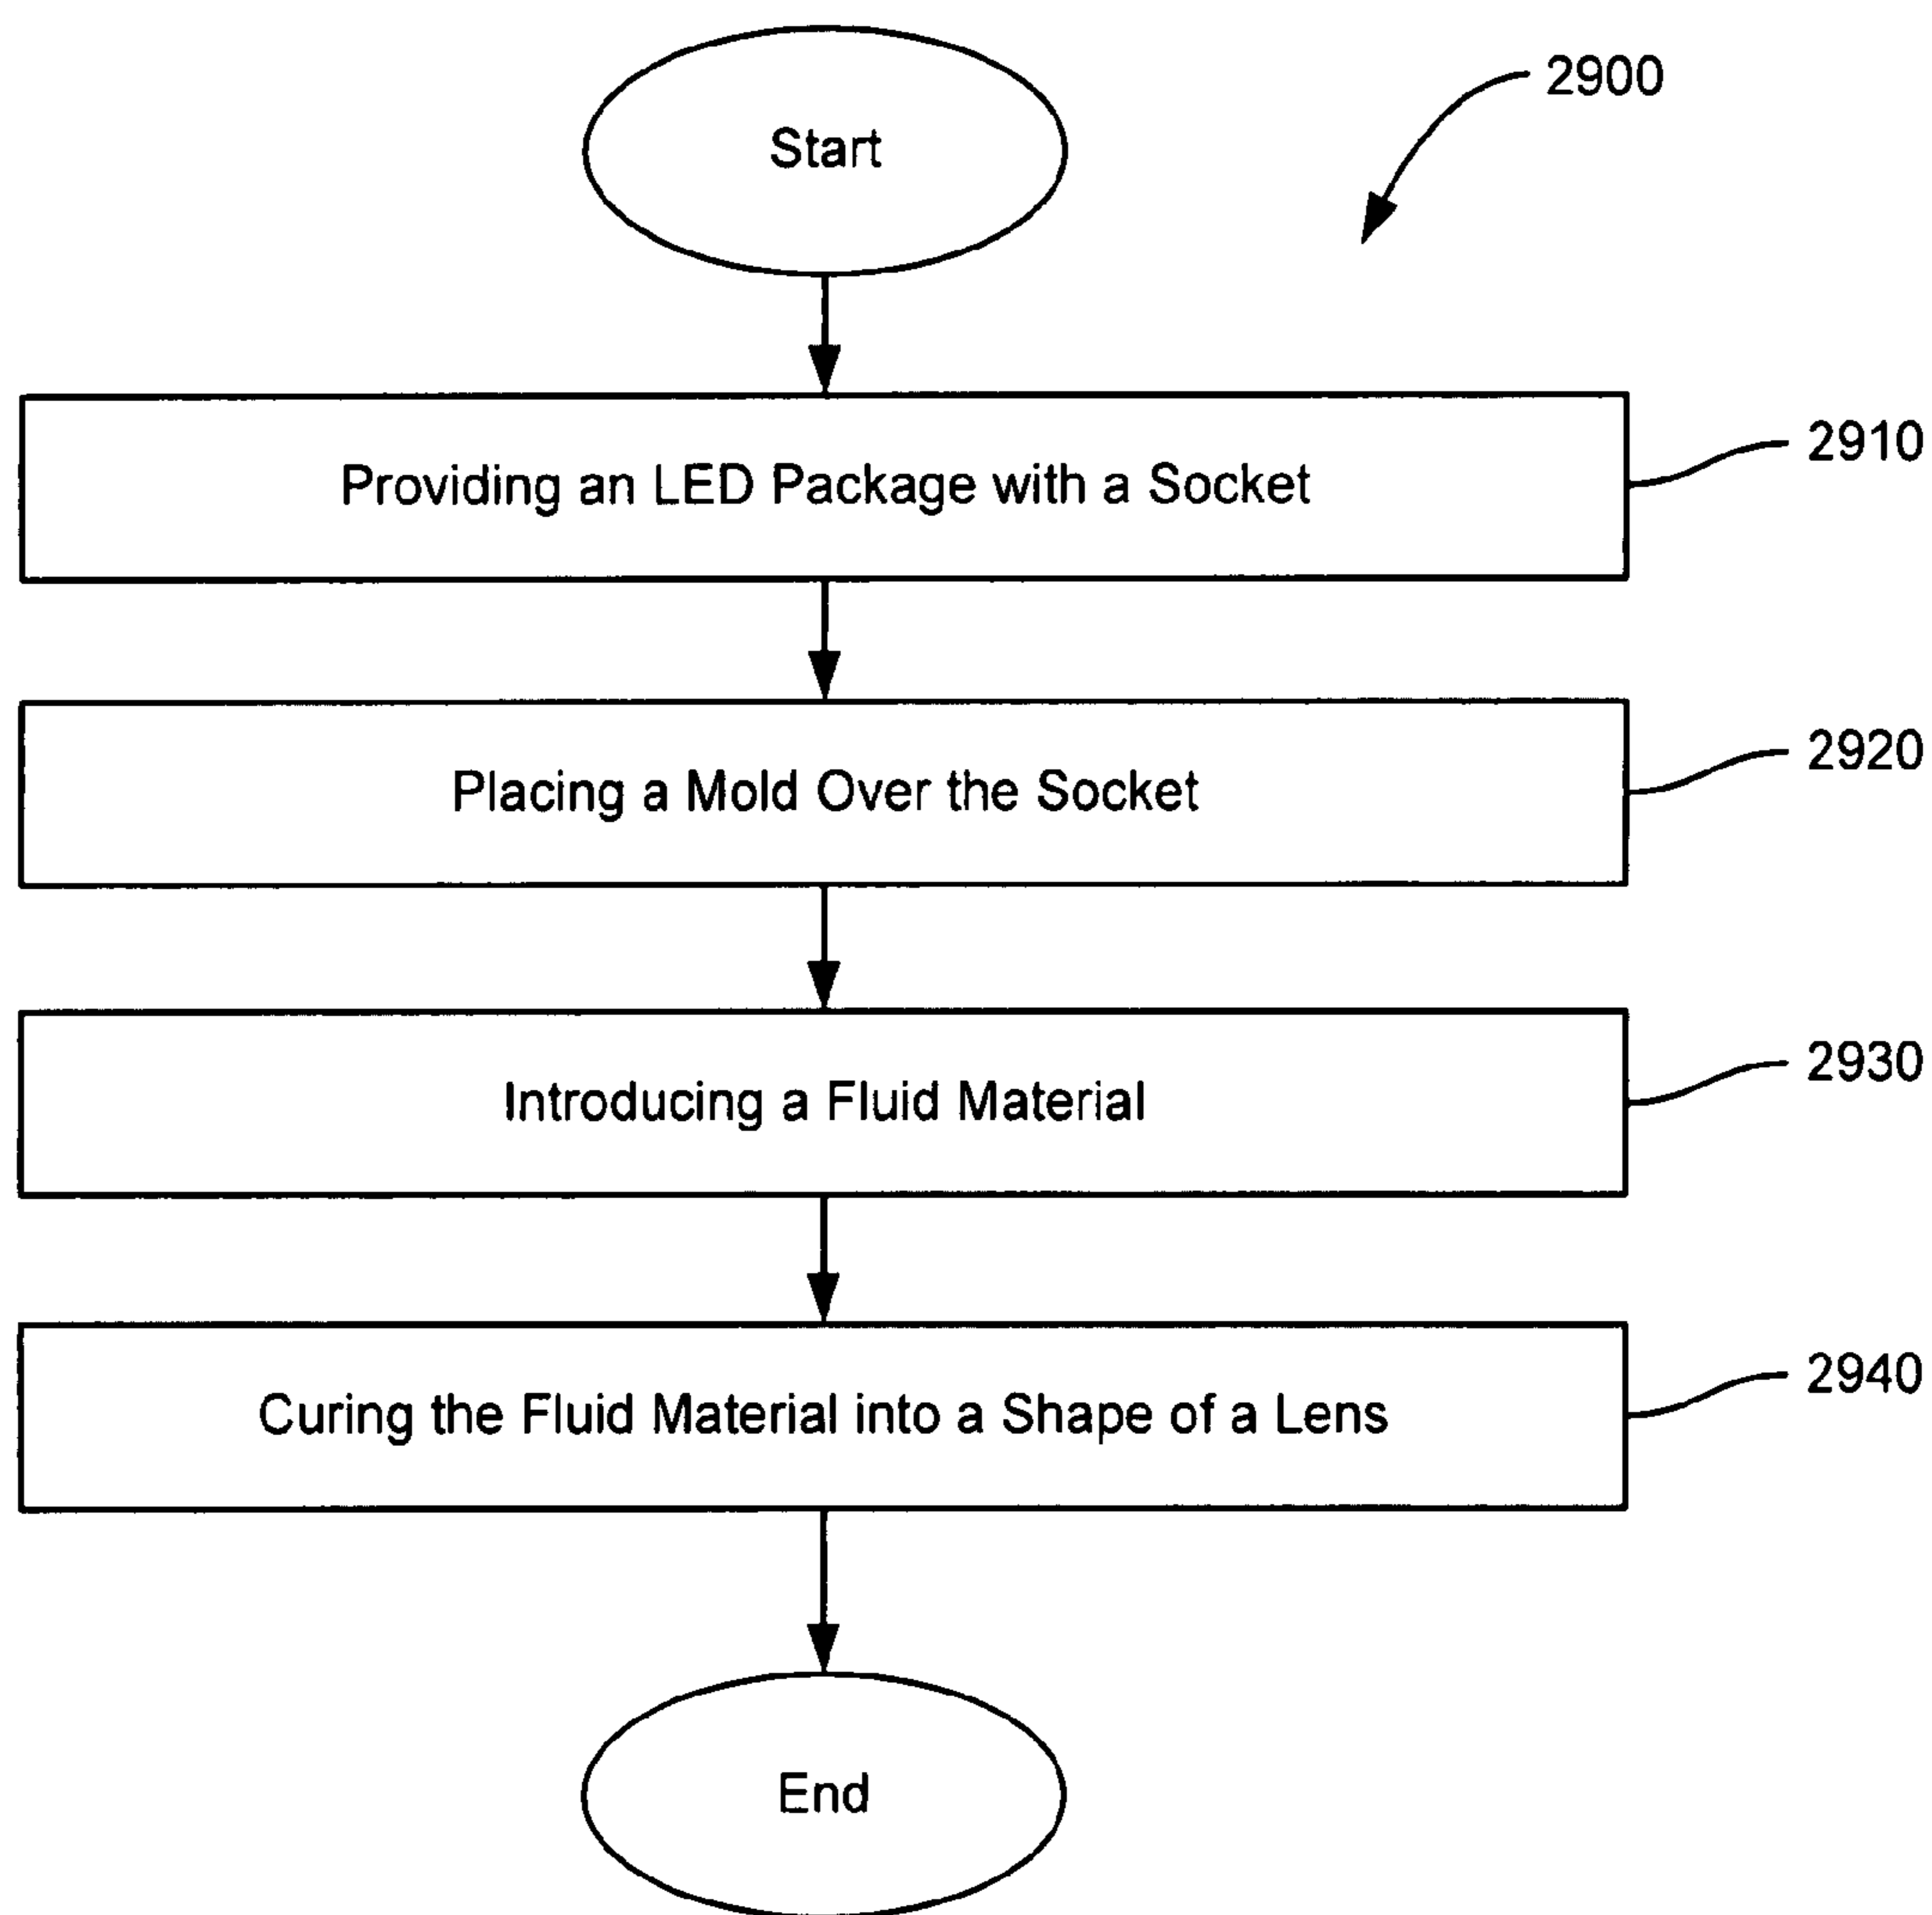 Start
2900
Providing an LED Package with a Socket
2910
Placing a Mold Over the Socket
2920
Introducing a Fluid Material
2930
Curing the Fluid Material into a Shape of a Lens
2940
End